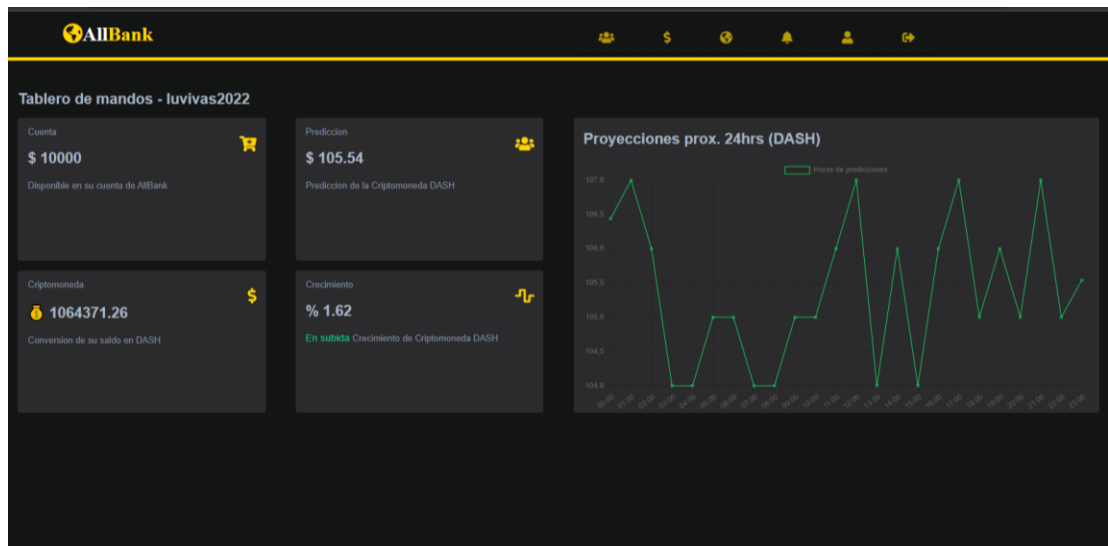 AllBank
Tablero de mandos - luvivas2022
Cuenta
$ 10000
Disponible en su cuenta de AllBank
Prediccion
$ 105.54
Prediccion de la Criptomoneda DASH
Criptomoneda
1064371.26
Conversion de su saldo en DASH
Crecimiento
% 1.62
En subida Crecimiento de Criptomoneda DASH
Proyecciones prox. 24hrs (DASH)
Horas de predicciones
107,0
106,5
106,0
105,5
105,0
104,5
104,0
00:00 01:00 02:00 03:00 04:00 05:00 06:00 07:00 08:00 09:00 10:00 11:00 12:00 13:00 14:00 15:00 16:00 17:00 18:00 19:00 20:00 21:00 22:00 23:00